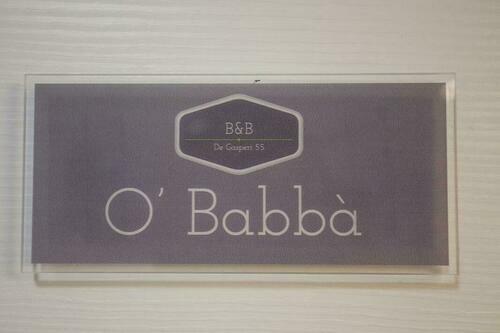 B&B
De Gasperi 55
O' Babbà